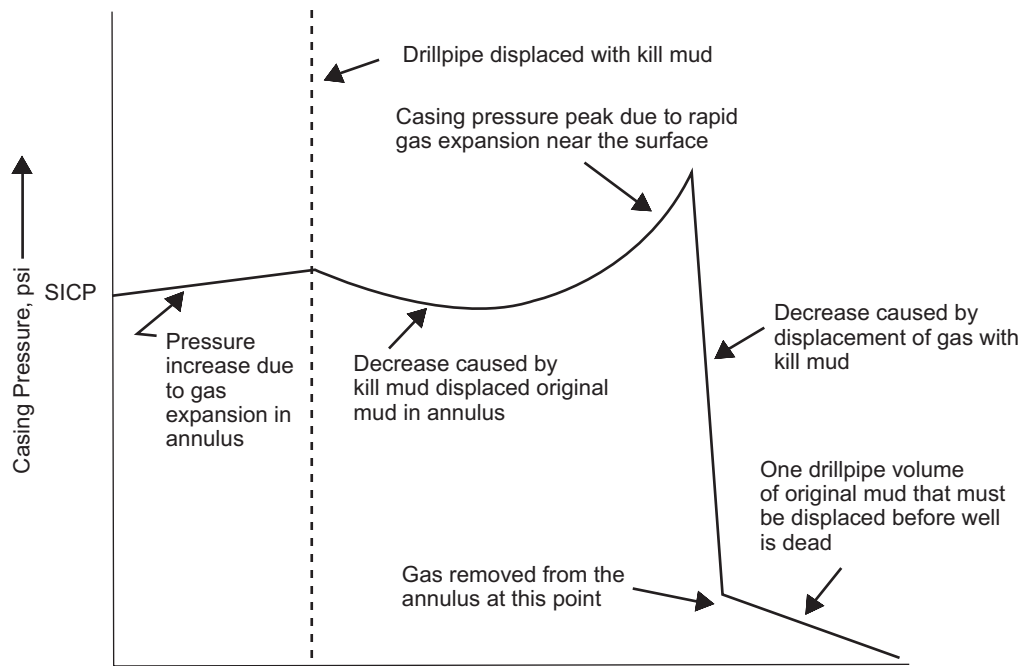 Drillpipe displaced with kill mud
Casing pressure peak due to rapid
gas expansion near the surface
Casing Pressure, psi
SICP
Pressure
increase due
to gas
expansion in
annulus
Decrease caused by
kill mud displaced original
mud in annulus
Decrease caused by
displacement of gas with
kill mud
One drillpipe volume
of original mud that must
be displaced before well
is dead
Gas removed from the
annulus at this point